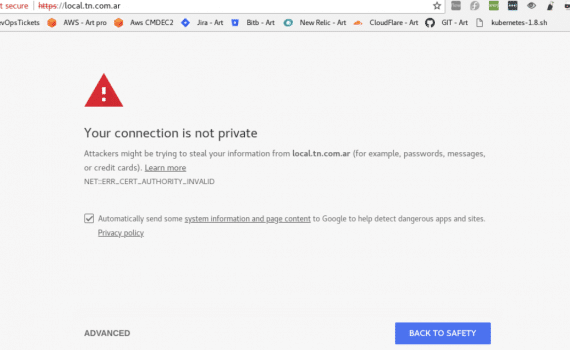 t secure | https://local.tn.com.ar
evOpsTickets AWS - Art pro Aws CMDEC2 Jira - Art Bitb - Art New Relic - Art CloudFlare - Art GIT - Art kubernetes-1.8.sh
Your connection is not private
Attackers might be trying to steal your information from local.tn.com.ar (for example, passwords, messages,
or credit cards). Learn more
NET::ERR_CERT_AUTHORITY_INVALID
Automatically send some system information and page content to Google to help detect dangerous apps and sites.
Privacy policy
ADVANCED BACK TO SAFETY